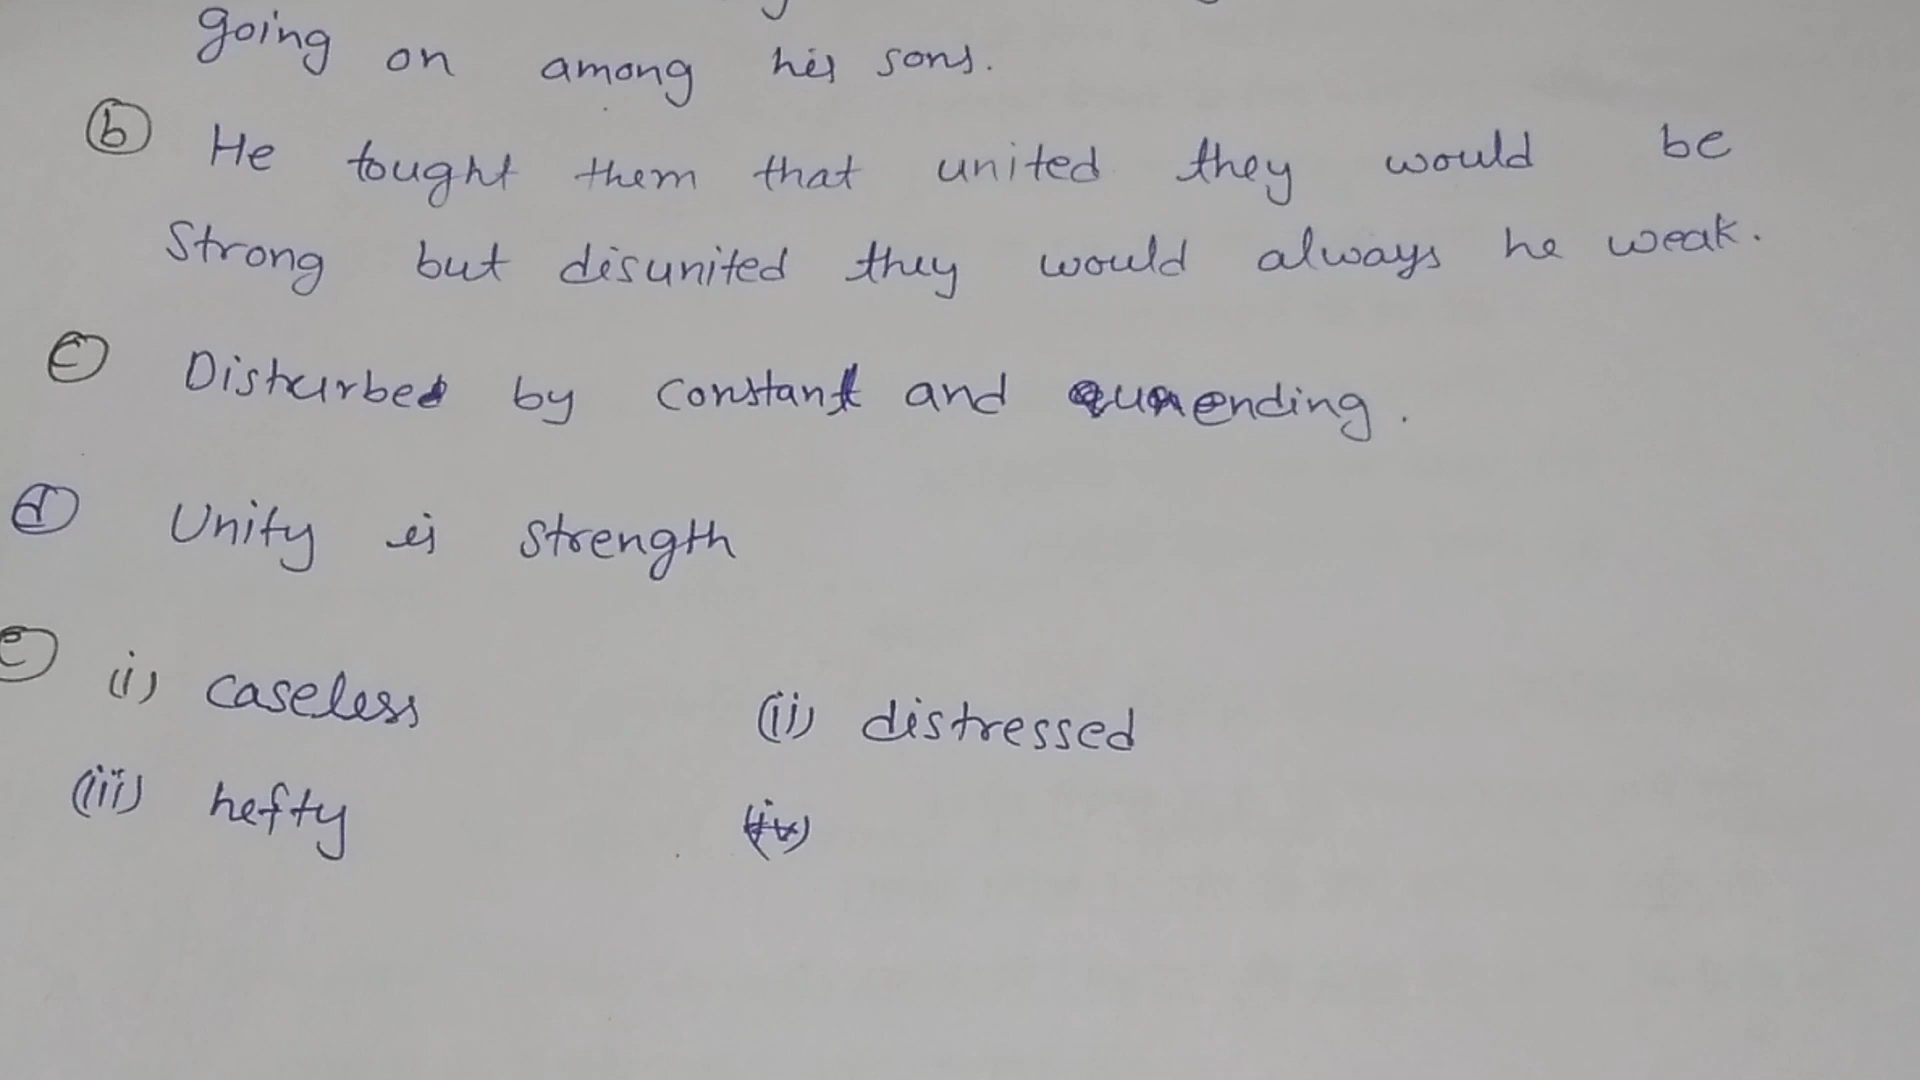 going on among his sons.
(b) He tought them that united they would be
Strong but disunited they would always he weak.
(c) Disturbed by constant and unending.
(d) Unity is strength
(e) (i) caseless (ii) distressed
(iii) hefty (iv)